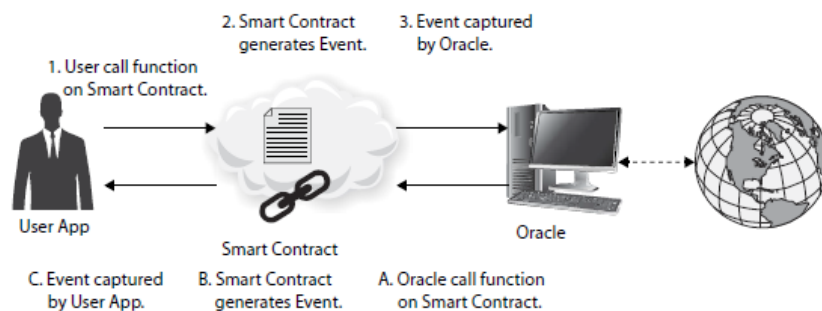 2. Smart Contract
generates Event.
3. Event captured
by Oracle.
1. User call function
on Smart Contract.
User App
Smart Contract
Oracle
C. Event captured
by User App.
B. Smart Contract
generates Event.
A. Oracle call function
on Smart Contract.